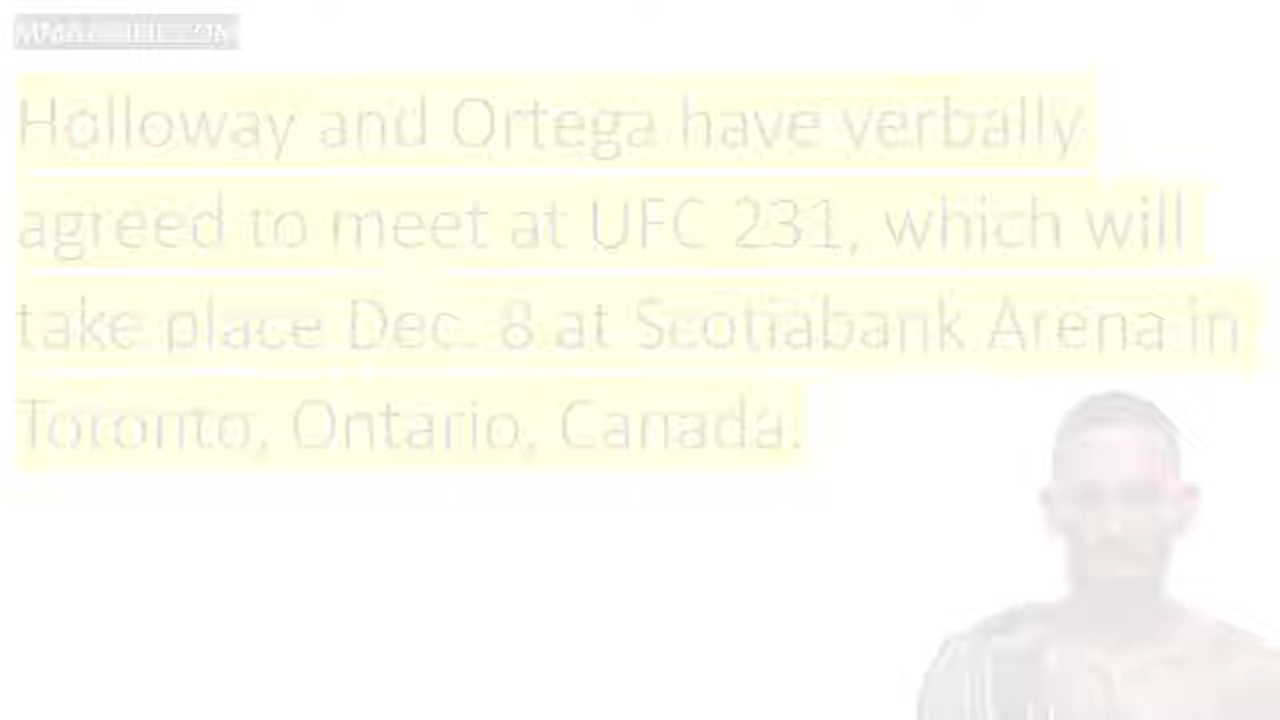 Holloway and Ortega have verbally
agreed to meet at UFC 231, which will
take place Dec. 8 at Scotiabank Arena in
Toronto, Ontario, Canada.